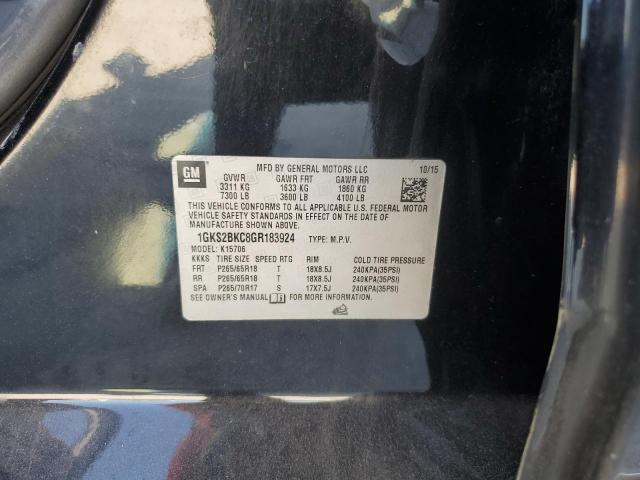 GM
MFD BY GENERAL MOTORS LLC 10/15
GVWR GAWR FRT GAWR RR
3311 KG 1633 KG 1860 KG
7300 LB 3600 LB 4100 LB
THIS VEHICLE CONFORMS TO ALL APPLICABLE U.S. FEDERAL MOTOR
VEHICLE SAFETY STANDARDS IN EFFECT ON THE DATE OF
MANUFACTURE SHOWN ABOVE.
1GKS2BKC8GR183924 TYPE: M.P.V.
MODEL: K15706
KKKS TIRE SIZE SPEED RTG RIM COLD TIRE PRESSURE
FRT P265/65R18 T 18X8.5J 240KPA(35PSI)
RR P265/65R18 T 18X8.5J 240KPA(35PSI)
SPA P265/70R17 S 17X7.5J 240KPA(35PSI)
SEE OWNER'S MANUAL FOR MORE INFORMATION.